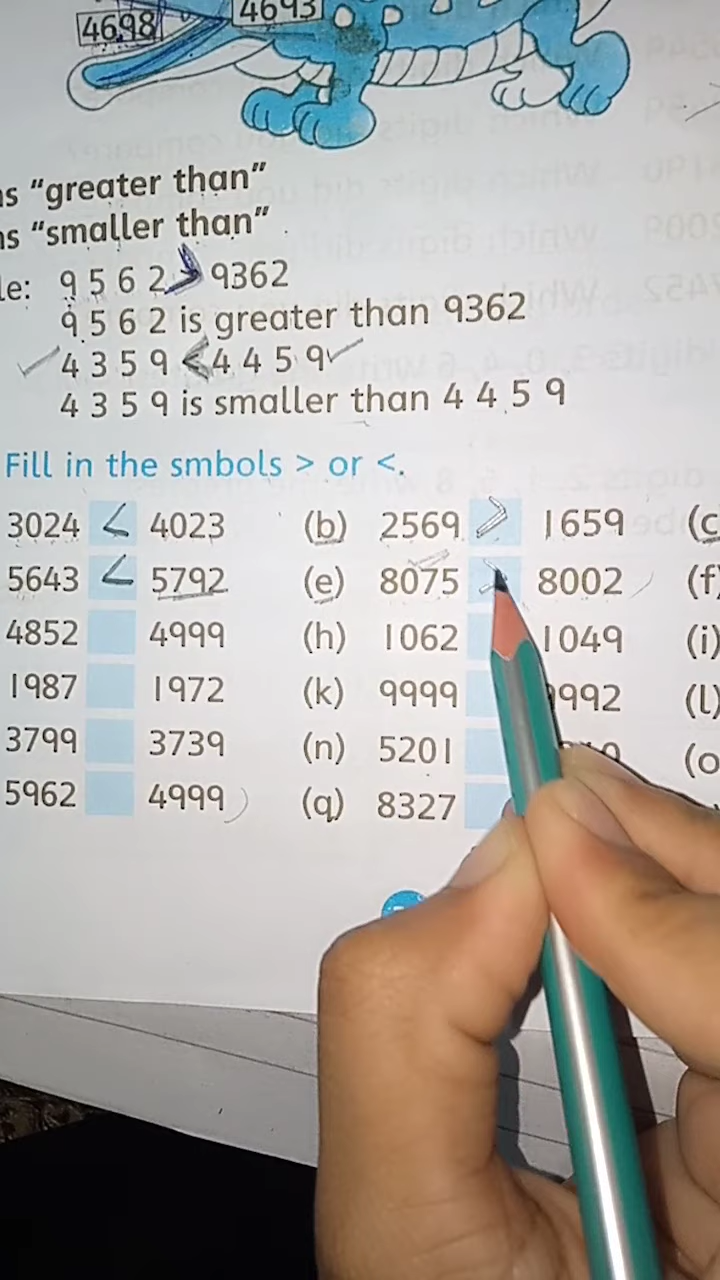 4698 4693
"greater than"
"smaller than"
9562 > 9362
9562 is greater than 9362
4359 < 4459
4359 is smaller than 4459
Fill in the smbols > or <.
3024 < 4023 (b) 2569 > 1659 (c
5643 < 5792 (e) 8075 > 8002 (f)
4852 4999 (h) 1062 1049 (i)
1987 1972 (k) 9999 9992 (l)
3799 3739 (n) 5201 (o
5962 4999 (q) 8327